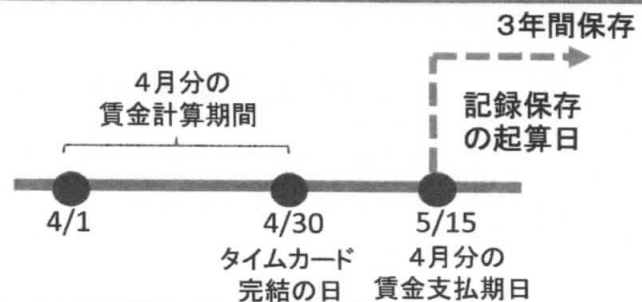 3年間保存
4月分の
賃金計算期間
記録保存
の起算日
4/1
4/30
5/15
タイムカード
完結の日
4月分の
賃金支払期日